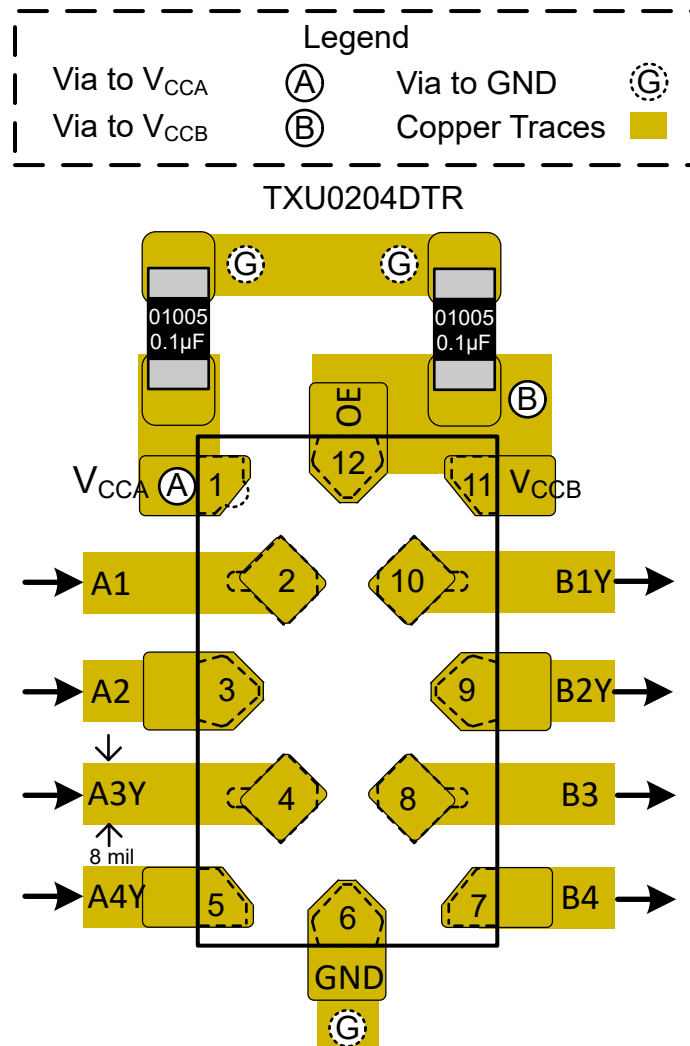 Legend
Via to VCCA A Via to GND G
Via to VCCB B Copper Traces
TXU0204DTR
G G
01005 01005
0.1µF 0.1µF
OE B
VCCA A 1 12 11 VCCB
A1 2 10 B1Y
A2 3 9 B2Y
A3Y 4 8 B3
8 mil
A4Y 5 6 7 B4
GND
G